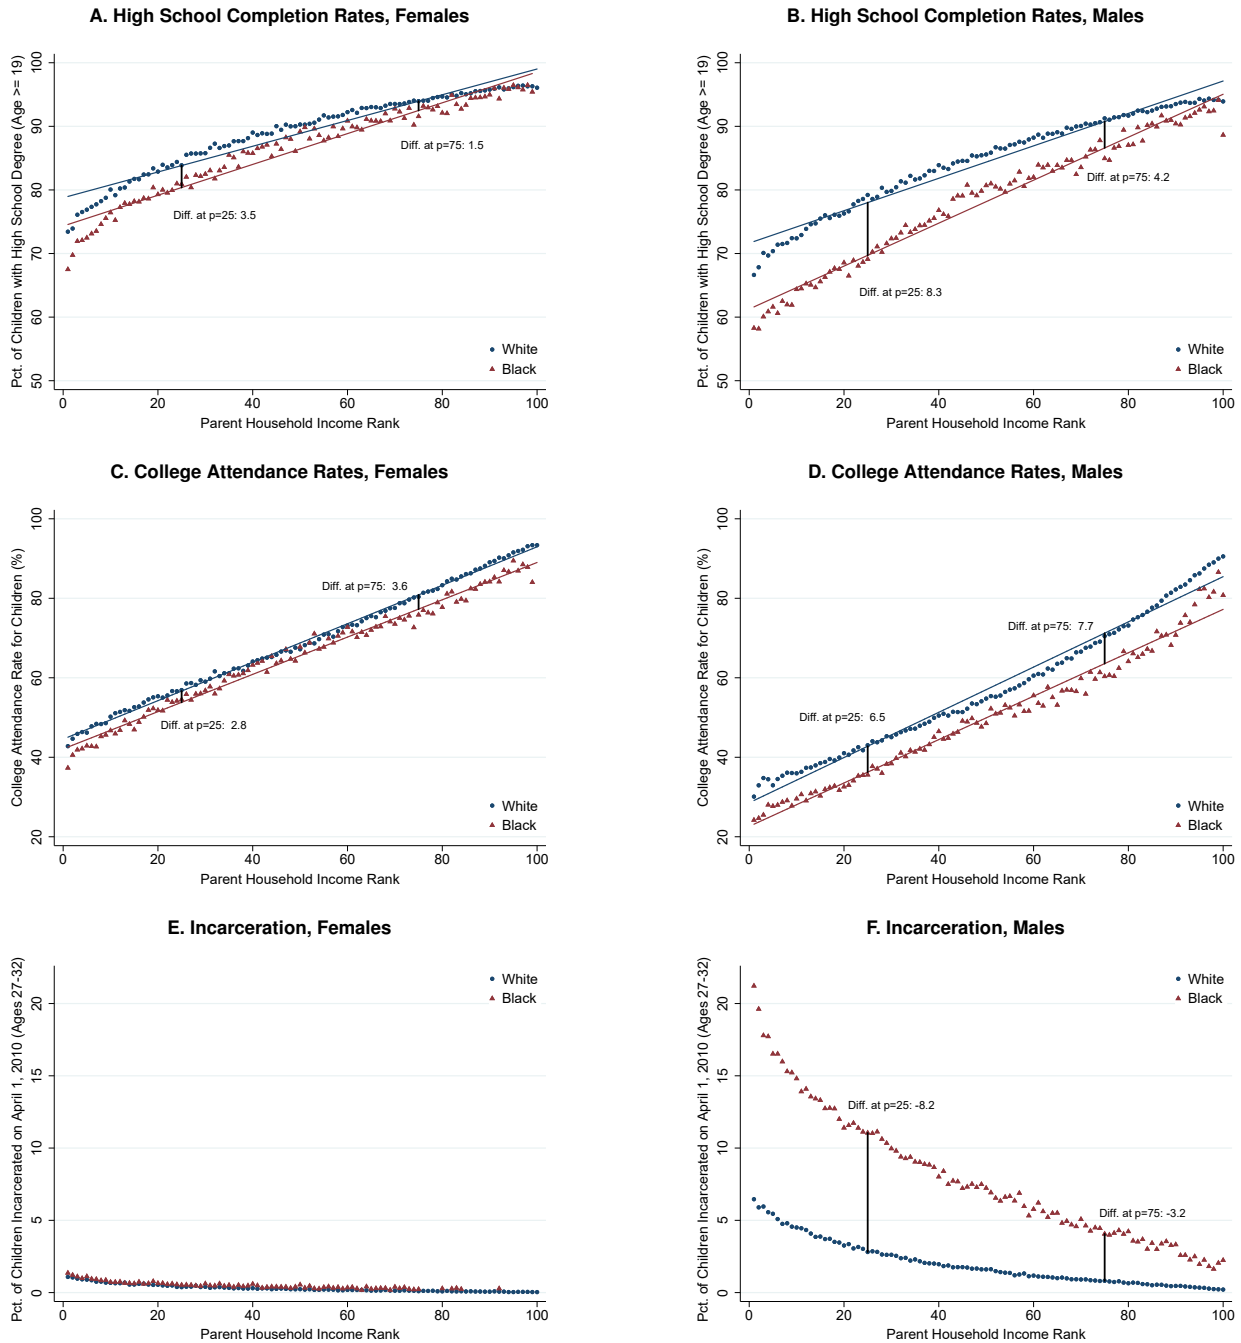 A. High School Completion Rates, Females
Pct. of Children with High School Degree (Age >= 19)
100
90
80
70
60
50
Diff. at p=75: 1.5
Diff. at p=25: 3.5
White
Black
0 20 40 60 80 100
Parent Household Income Rank
B. High School Completion Rates, Males
Pct. of Children with High School Degree (Age >= 19)
100
90
80
70
60
50
Diff. at p=75: 4.2
Diff. at p=25: 8.3
White
Black
0 20 40 60 80 100
Parent Household Income Rank
C. College Attendance Rates, Females
College Attendance Rate for Children (%)
100
80
60
40
20
Diff. at p=75: 3.6
Diff. at p=25: 2.8
White
Black
0 20 40 60 80 100
Parent Household Income Rank
D. College Attendance Rates, Males
College Attendance Rate for Children (%)
100
80
60
40
20
Diff. at p=75: 7.7
Diff. at p=25: 6.5
White
Black
0 20 40 60 80 100
Parent Household Income Rank
E. Incarceration, Females
Pct. of Children Incarcerated on April 1, 2010 (Ages 27-32)
20
15
10
5
0
White
Black
0 20 40 60 80 100
Parent Household Income Rank
F. Incarceration, Males
Pct. of Children Incarcerated on April 1, 2010 (Ages 27-32)
20
15
10
5
0
White
Black
Diff. at p=25: -8.2
Diff. at p=75: -3.2
0 20 40 60 80 100
Parent Household Income Rank